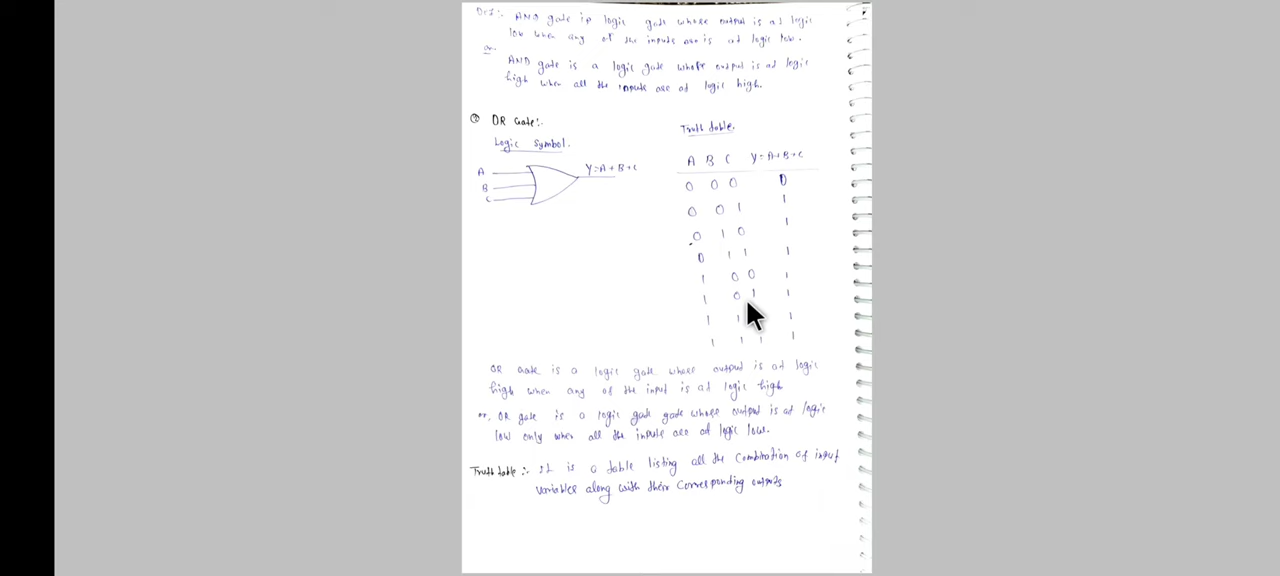 Def:- AND gate is logic gate whose output is at logic
low when any of the inputs are is at logic low.
or
AND gate is a logic gate whose output is at logic
high when all the inputs are at logic high.
② OR Gate:-
Logic Symbol.
A
B
C
Y=A+B+C
Truth table.
A B C Y=A+B+C
0 0 0 0
0 0 1 1
0 1 0 1
0 1 1 1
1 0 0 1
1 0 1 1
1 1 1
1 1 1 1
OR Gate is a logic gate whose output is at logic
high when any of the input is at logic high
or, OR gate is a logic gate gate whose output is at logic
low only when all the inputs are at logic low.
Truth table :- It is a table listing all the combination of input
variables along with their corresponding outputs